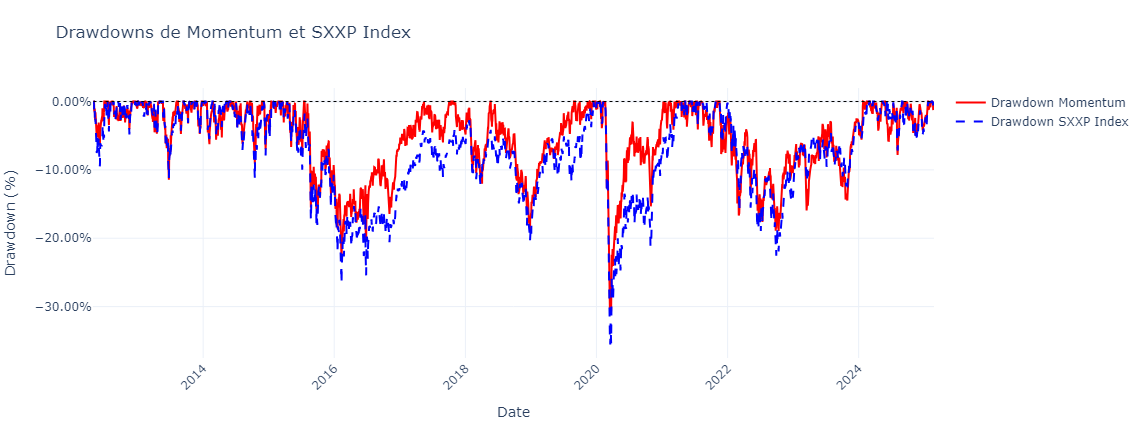 Drawdowns de Momentum et SXXP Index
0.00%
−10.00%
−20.00%
−30.00%
Drawdown (%)
2014
2016
2018
2020
2022
2024
Date
Drawdown Momentum
Drawdown SXXP Index